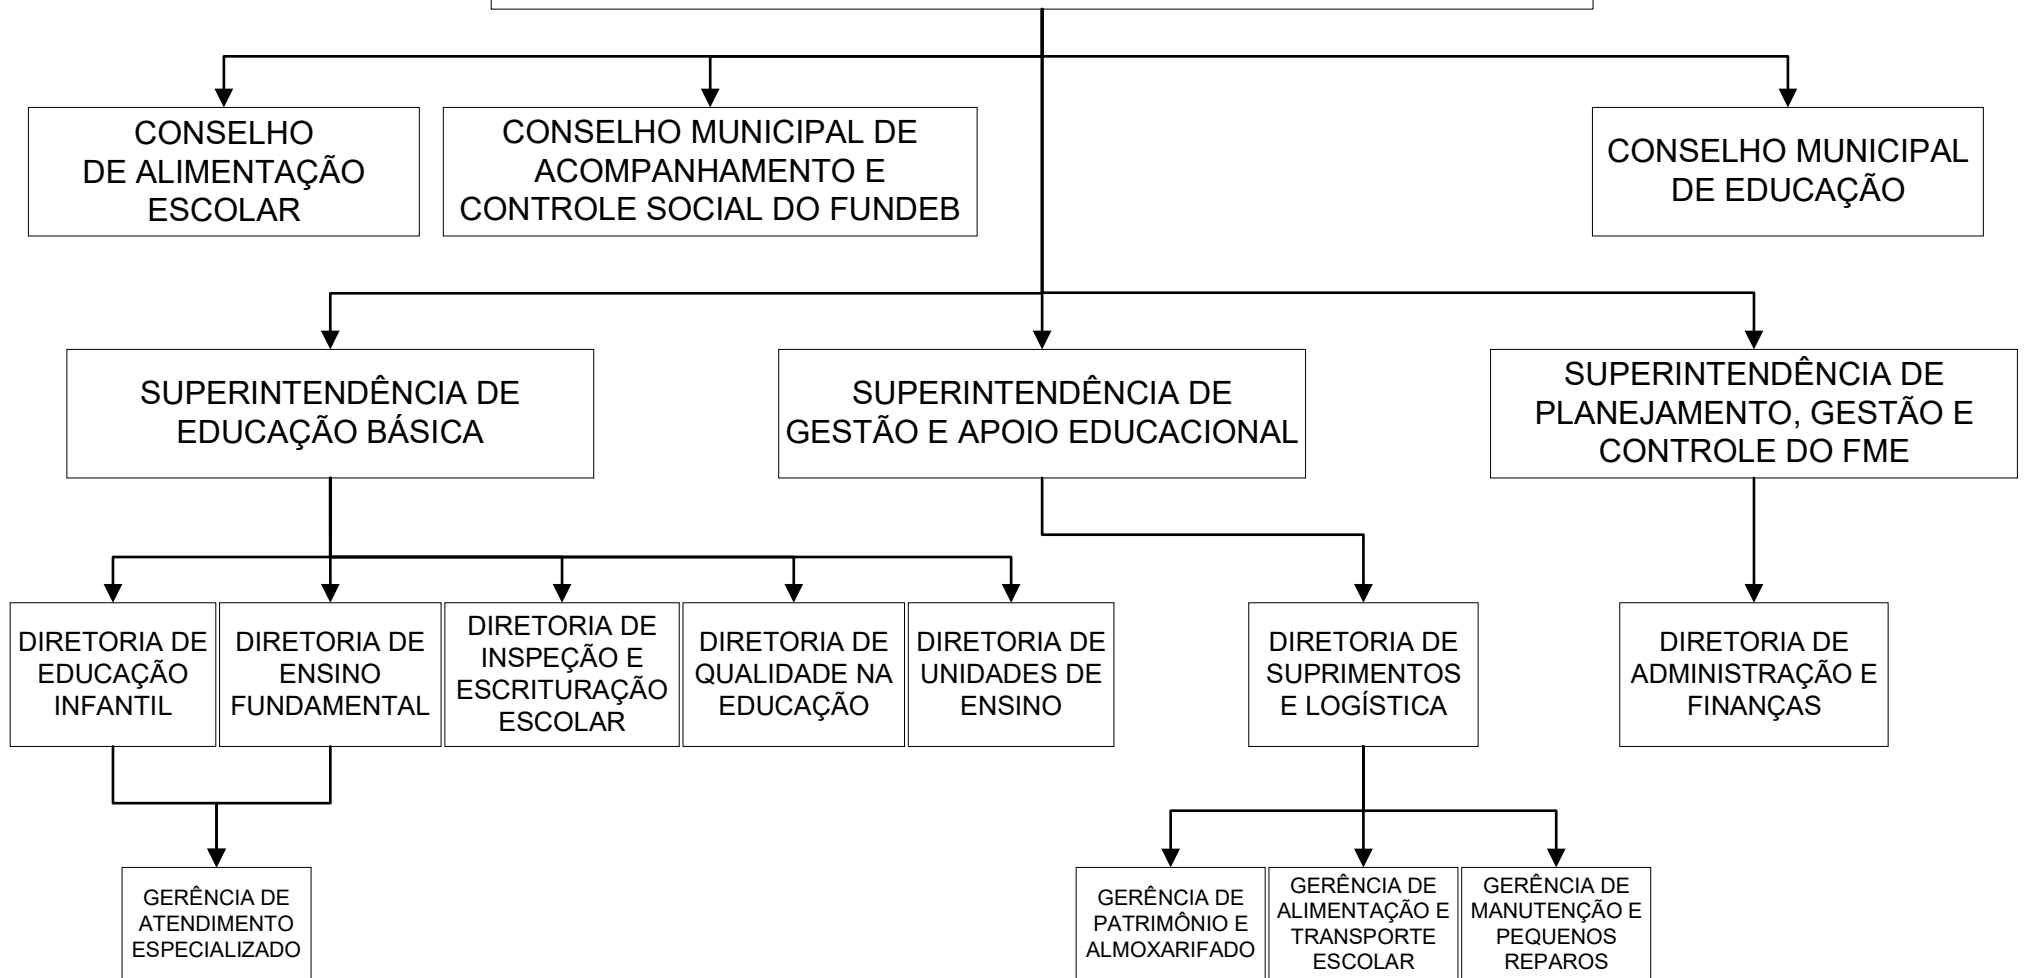 CONSELHO
DE ALIMENTAÇÃO
ESCOLAR
CONSELHO MUNICIPAL DE
ACOMPANHAMENTO E
CONTROLE SOCIAL DO FUNDEB
CONSELHO MUNICIPAL
DE EDUCAÇÃO
SUPERINTENDÊNCIA DE
EDUCAÇÃO BÁSICA
SUPERINTENDÊNCIA DE
GESTÃO E APOIO EDUCACIONAL
SUPERINTENDÊNCIA DE
PLANEJAMENTO, GESTÃO E
CONTROLE DO FME
DIRETORIA DE
EDUCAÇÃO
INFANTIL
DIRETORIA DE
ENSINO
FUNDAMENTAL
DIRETORIA DE
INSPEÇÃO E
ESCRITURAÇÃO
ESCOLAR
DIRETORIA DE
QUALIDADE NA
EDUCAÇÃO
DIRETORIA DE
UNIDADES DE
ENSINO
DIRETORIA DE
SUPRIMENTOS
E LOGÍSTICA
DIRETORIA DE
ADMINISTRAÇÃO E
FINANÇAS
GERÊNCIA DE
ATENDIMENTO
ESPECIALIZADO
GERÊNCIA DE
PATRIMÔNIO E
ALMOXARIFADO
GERÊNCIA DE
ALIMENTAÇÃO E
TRANSPORTE
ESCOLAR
GERÊNCIA DE
MANUTENÇÃO E
PEQUENOS
REPAROS